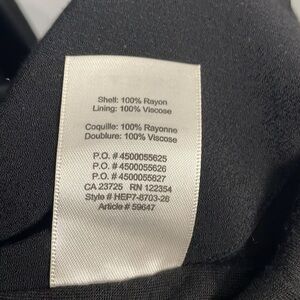 Shell: 100% Rayon
Lining: 100% Viscose
Coquille: 100% Rayonne
Doublure: 100% Viscose
P.O. # 4500055625
P.O. # 4500055626
P.O. # 4500055627
CA 23725 RN 122354
Style # HEP7-8703-26
Article # 59647